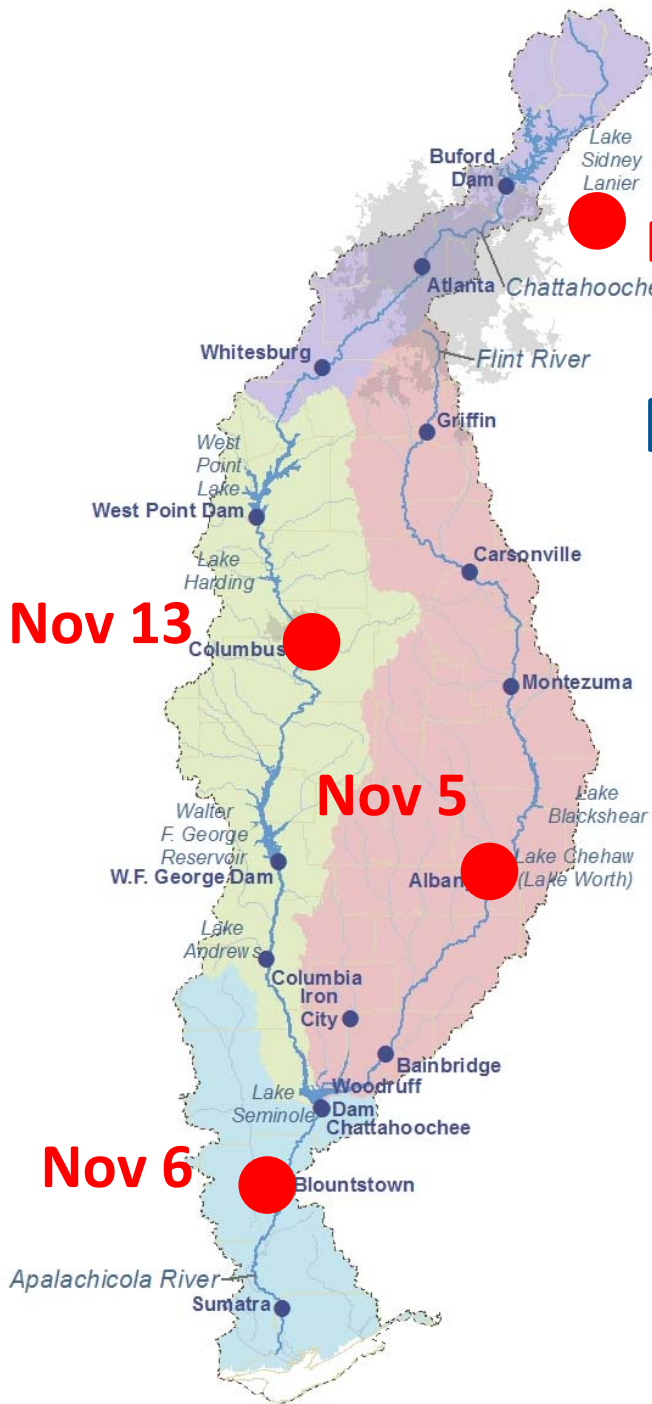 Lake
Sidney
Lanier
Buford
Dam
Atlanta
Chattahooche
Whitesburg
Flint River
Griffin
West
Point
Lake
West Point Dam
Carsonville
Lake
Harding
Nov 13
Columbus
Montezuma
Nov 5
Lake
Blackshear
Walter
F. George
Reservoir
W.F. George Dam
Lake Chehaw
(Lake Worth)
Alban
Lake
Andrews
Columbia
Iron
City
Bainbridge
Lake
Seminole
Woodruff
Dam
Chattahoochee
Nov 6
Blountstown
Apalachicola River
Sumatra